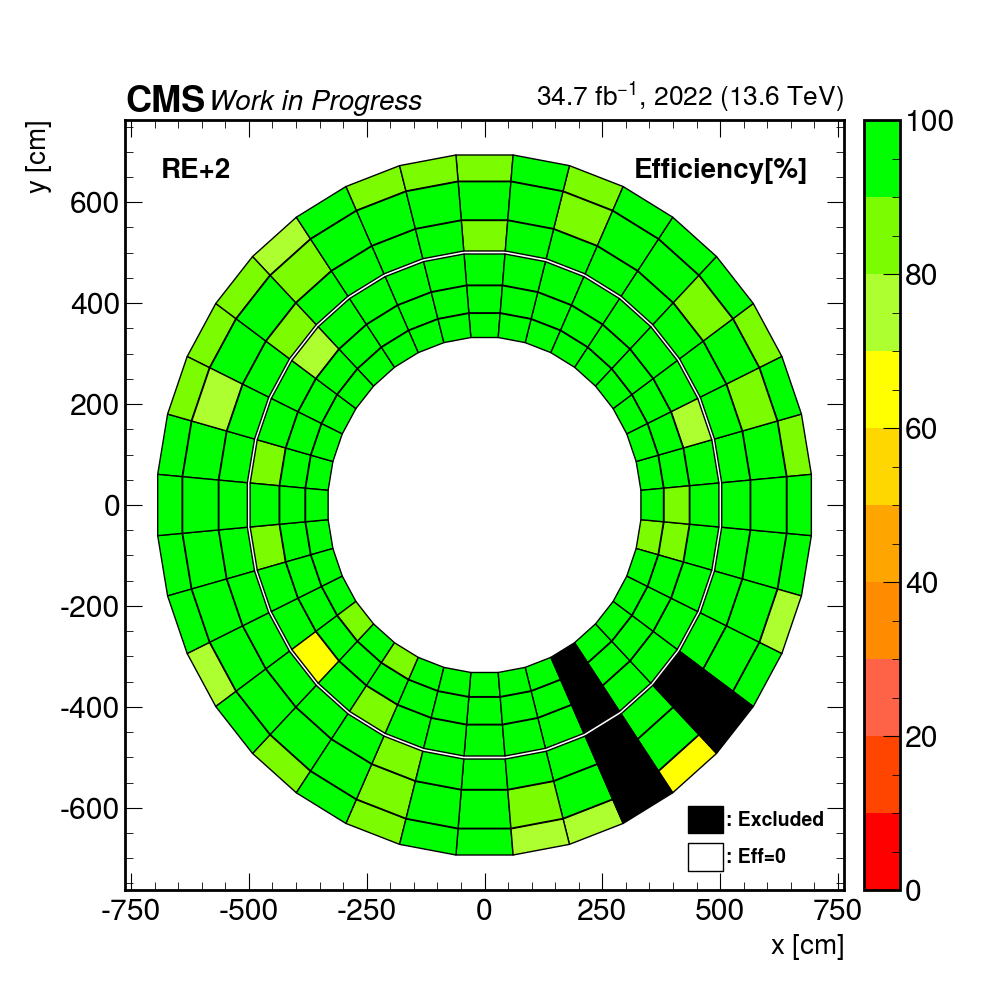 CMS Work in Progress 34.7 fb⁻¹, 2022 (13.6 TeV)
y [cm]
RE+2 Efficiency[%]
600
400
200
0
-200
-400
-600
100
80
60
40
20
0
: Excluded
: Eff=0
-750 -500 -250 0 250 500 750
x [cm]